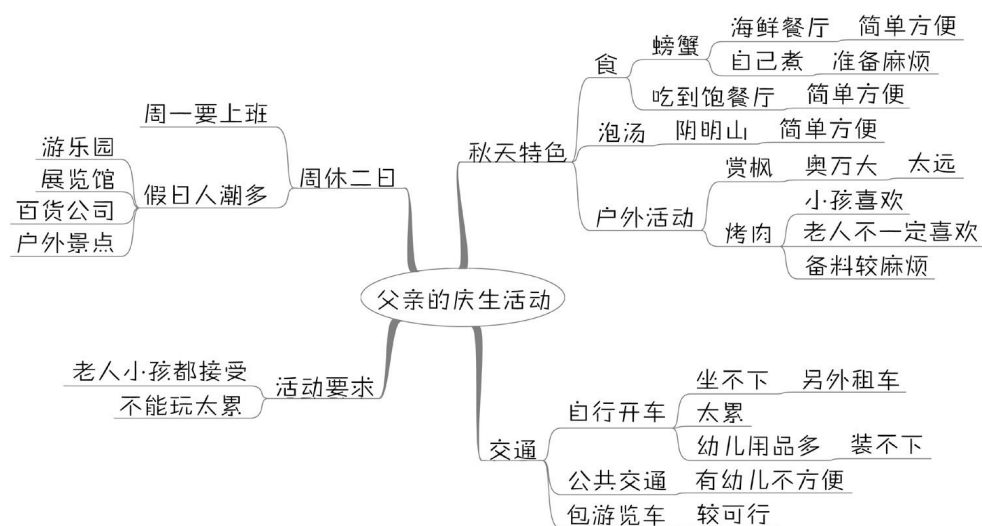 父亲的庆生活动
秋天特色
食
螃蟹
海鲜餐厅
简单方便
自己煮
准备麻烦
吃到饱餐厅
简单方便
泡汤
阴明山
简单方便
户外活动
赏枫
奥万大
太远
烤肉
小孩喜欢
老人不一定喜欢
备料较麻烦
交通
自行开车
坐不下
另外租车
太累
幼儿用品多
装不下
公共交通
有幼儿不方便
包游览车
较可行
周休二日
周一要上班
假日人潮多
游乐园
展览馆
百货公司
户外景点
活动要求
老人小孩都接受
不能玩太累